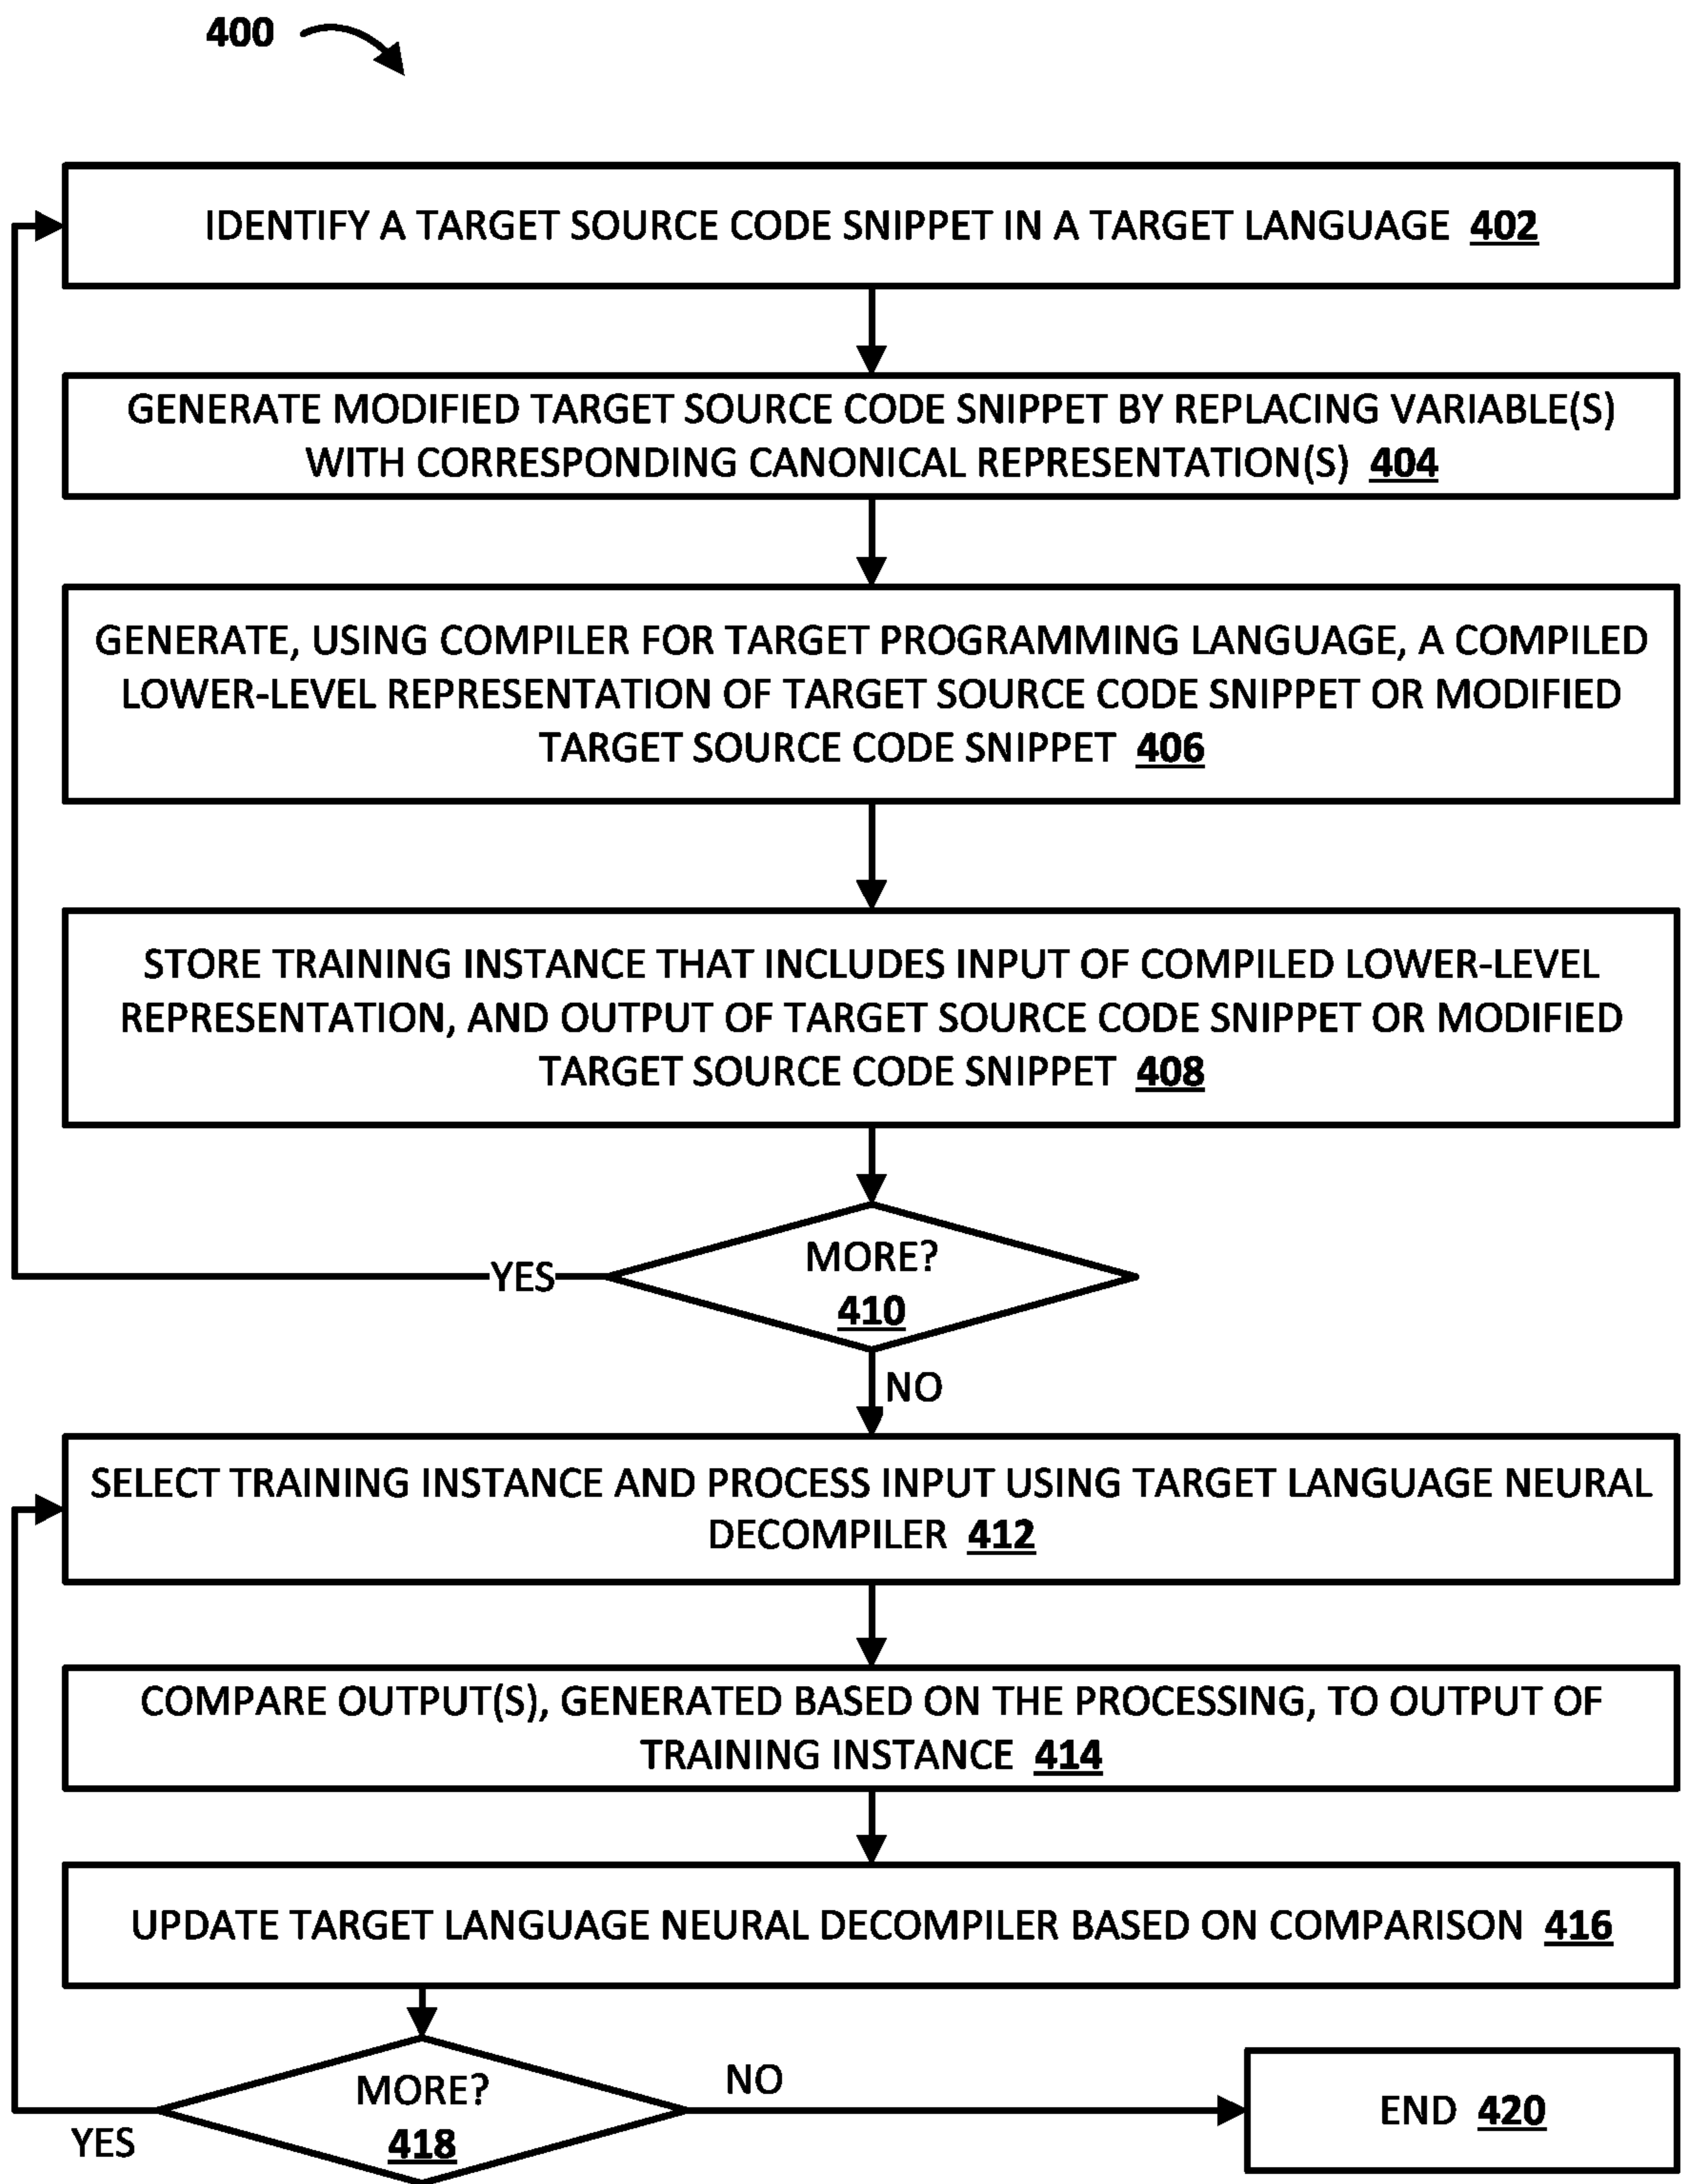 400
IDENTIFY A TARGET SOURCE CODE SNIPPET IN A TARGET LANGUAGE 402
GENERATE MODIFIED TARGET SOURCE CODE SNIPPET BY REPLACING VARIABLE(S)
WITH CORRESPONDING CANONICAL REPRESENTATION(S) 404
GENERATE, USING COMPILER FOR TARGET PROGRAMMING LANGUAGE, A COMPILED
LOWER-LEVEL REPRESENTATION OF TARGET SOURCE CODE SNIPPET OR MODIFIED
TARGET SOURCE CODE SNIPPET 406
STORE TRAINING INSTANCE THAT INCLUDES INPUT OF COMPILED LOWER-LEVEL
REPRESENTATION, AND OUTPUT OF TARGET SOURCE CODE SNIPPET OR MODIFIED
TARGET SOURCE CODE SNIPPET 408
MORE?
YES
410
NO
SELECT TRAINING INSTANCE AND PROCESS INPUT USING TARGET LANGUAGE NEURAL
DECOMPILER 412
COMPARE OUTPUT(S), GENERATED BASED ON THE PROCESSING, TO OUTPUT OF
TRAINING INSTANCE 414
UPDATE TARGET LANGUAGE NEURAL DECOMPILER BASED ON COMPARISON 416
MORE?
NO
YES
418
END 420